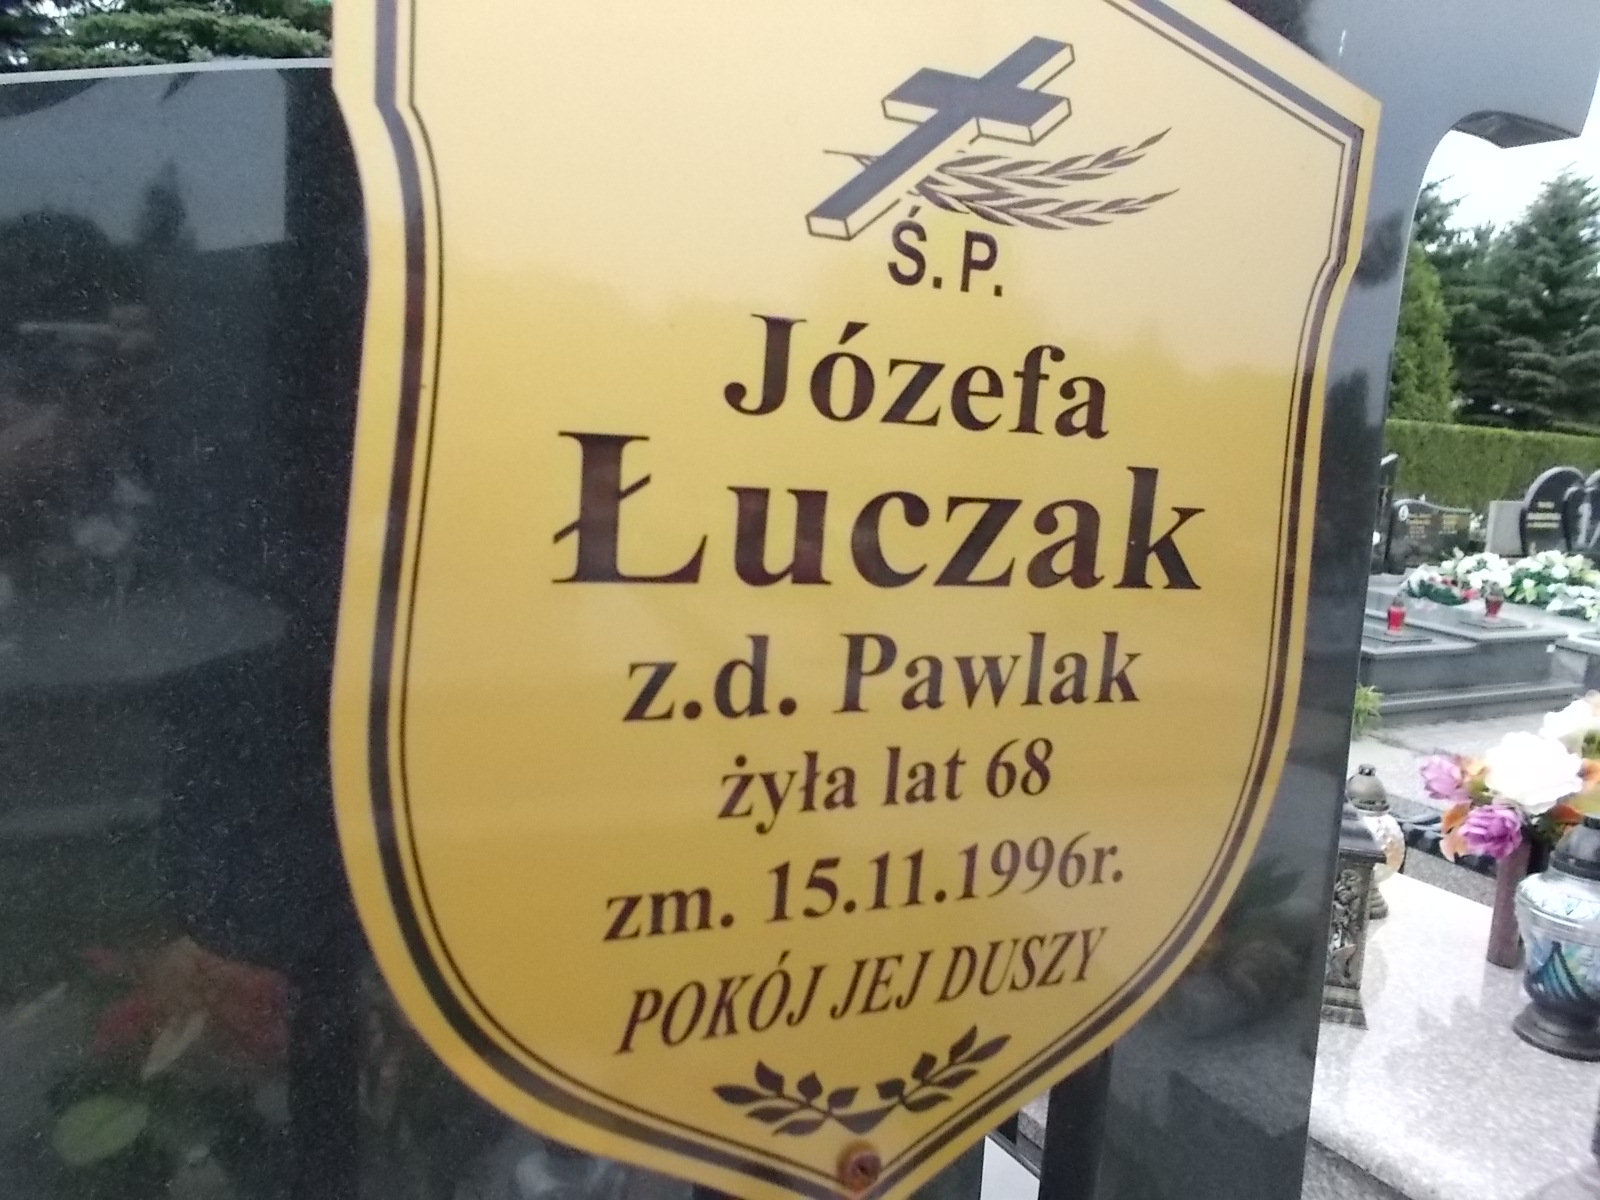 Ś. P.
Józefa
Łuczak
z.d. Pawlak
żyła lat 68
zm. 15.11.1996r.
POKÓJ JEJ DUSZY